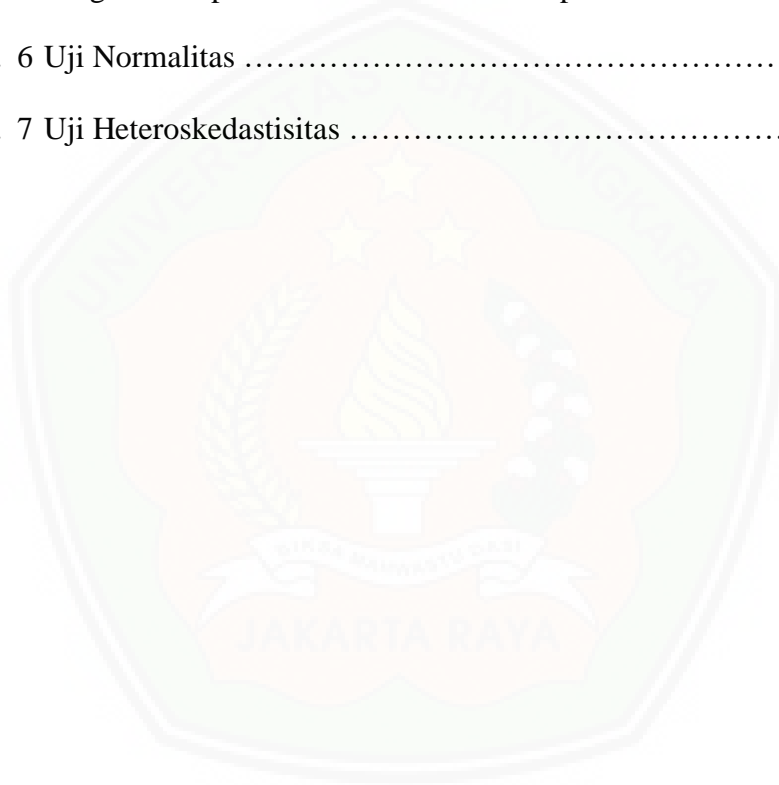 6 Uji Normalitas ……………………………………………
7 Uji Heteroskedastisitas …………………………………
UNIVERSITAS BHAYANGKARA
JAKARTA RAYA